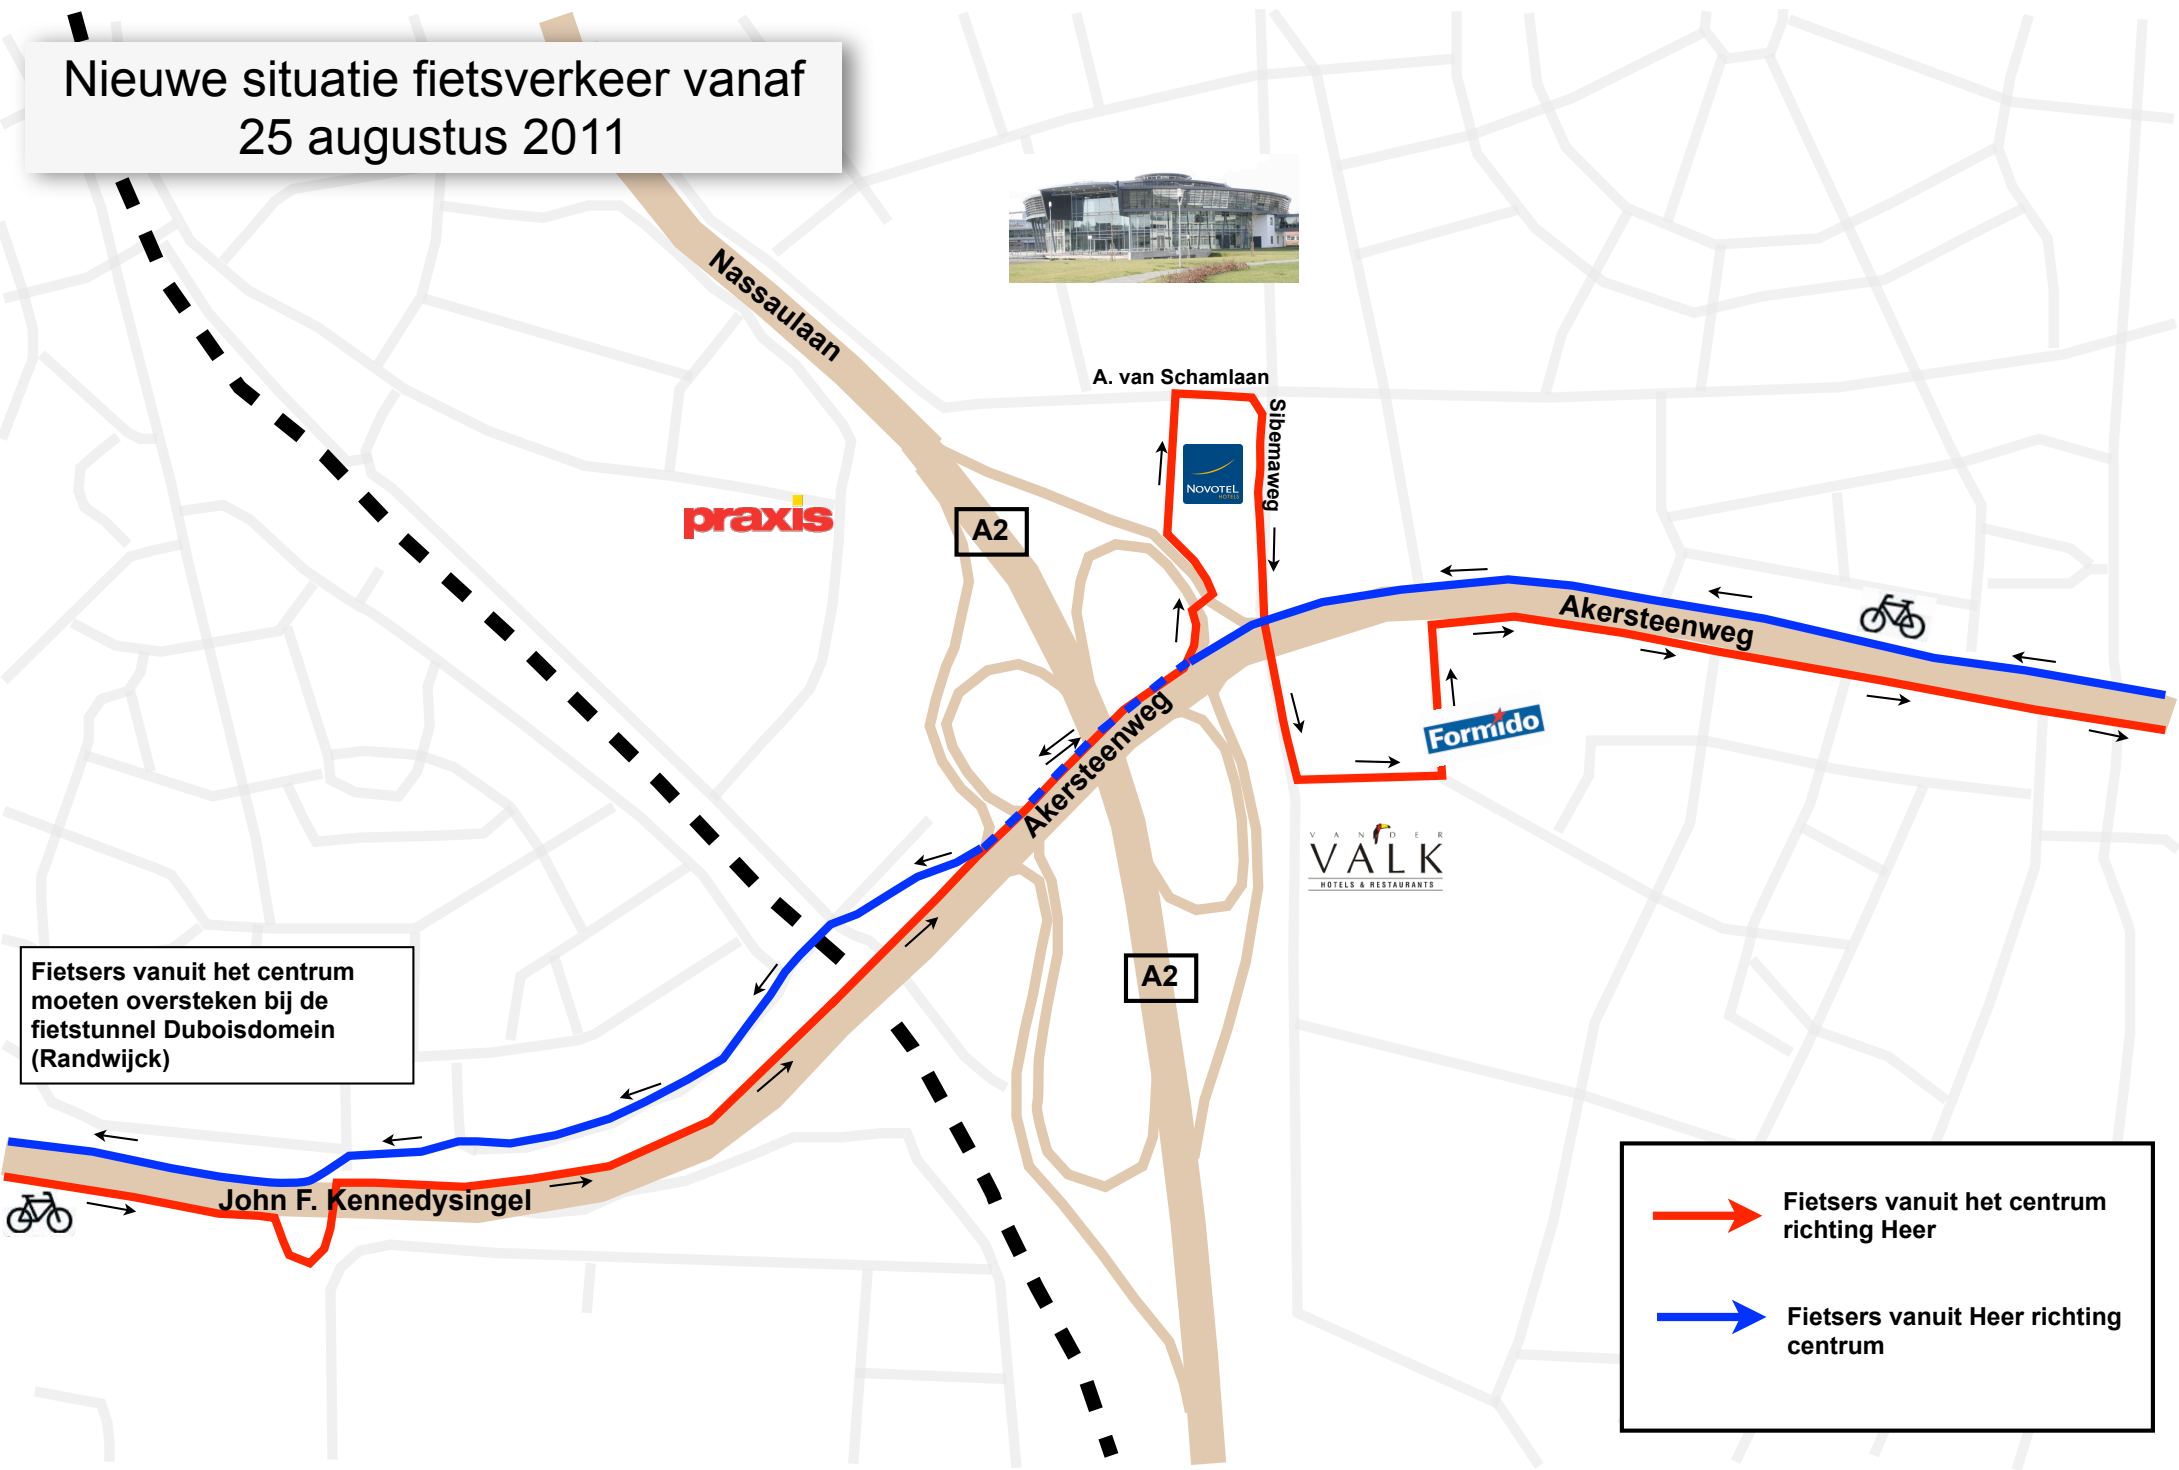 Nieuwe situatie fietsverkeer vanaf
25 augustus 2011
Nassaulaan
A. van Schamlaan
Sibemaweg
NOVOTEL
HOTELS
praxis
A2
Akersteenweg
Akersteenweg
Formido
VAN DER
VALK
HOTELS & RESTAURANTS
A2
Fietsers vanuit het centrum
moeten oversteken bij de
fietstunnel Duboisdomein
(Randwijck)
John F. Kennedysingel
Fietsers vanuit het centrum
richting Heer
Fietsers vanuit Heer richting
centrum